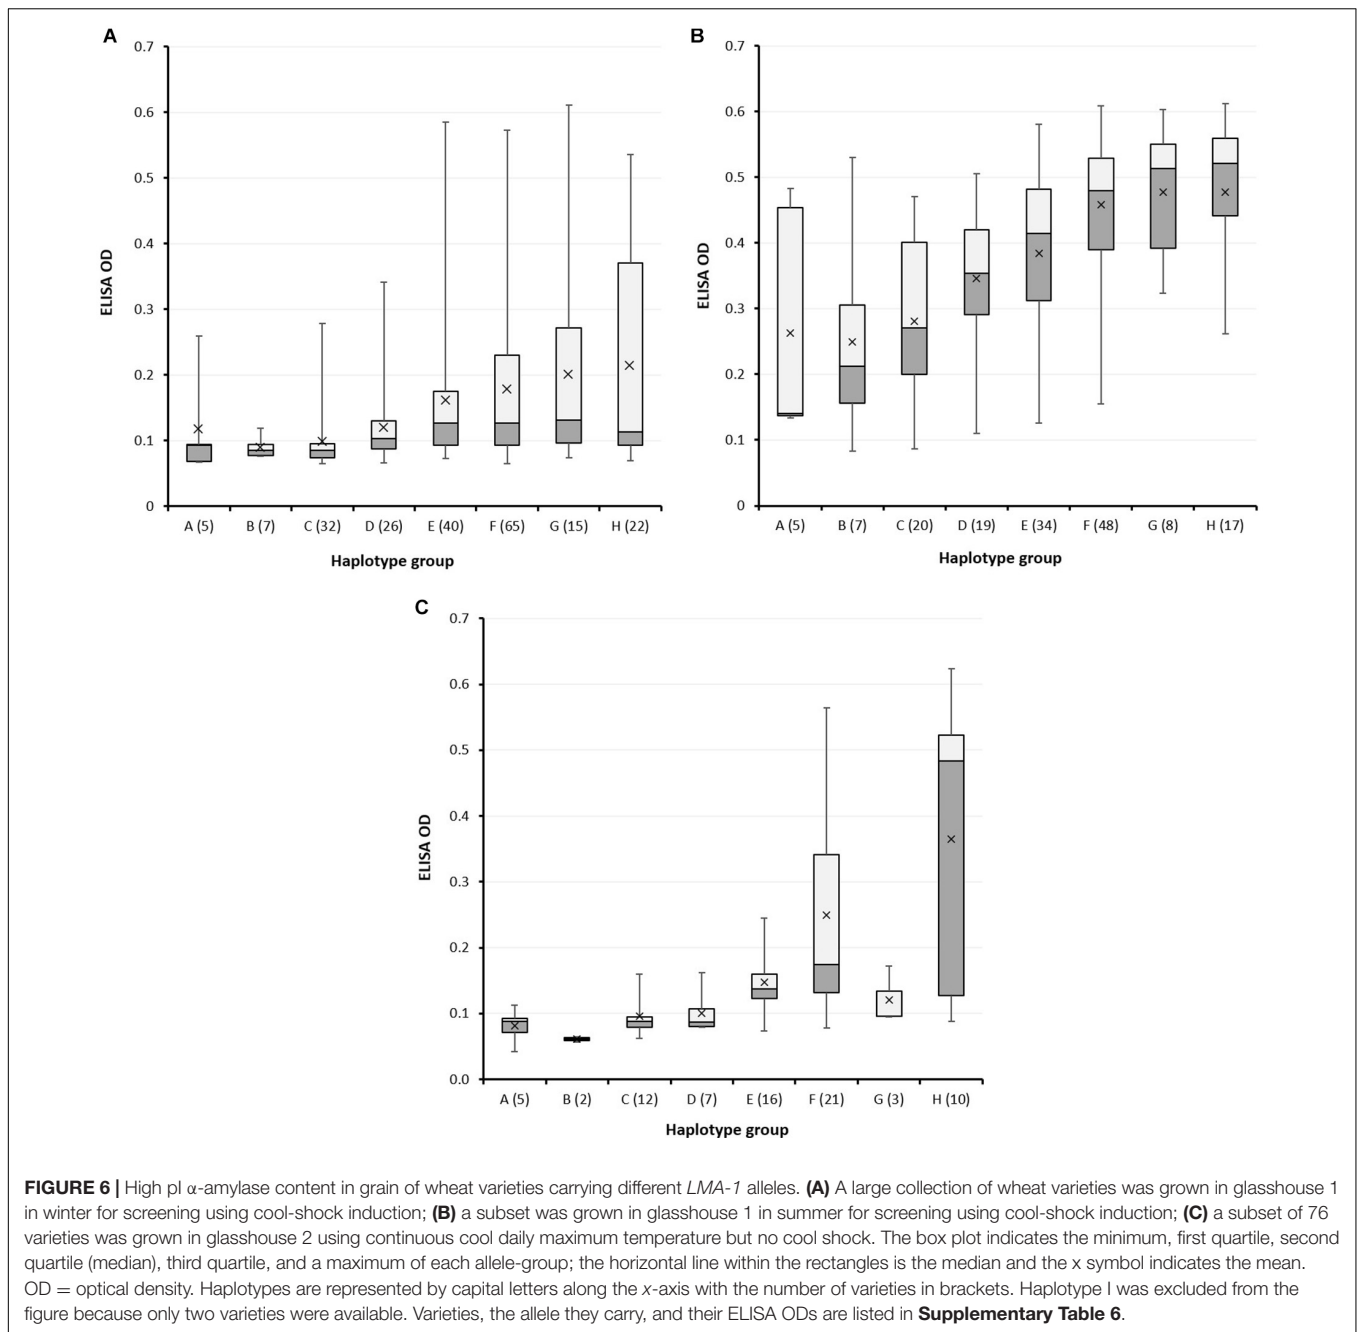 A
0.7
0.6
0.5
0.4
0.3
0.2
0.1
0
ELISA OD
A (5) B (7) C (32) D (26) E (40) F (65) G (15) H (22)
Haplotype group
B
0.7
0.6
0.5
0.4
0.3
0.2
0.1
0
ELISA OD
A (5) B (7) C (20) D (19) E (34) F (48) G (8) H (17)
Haplotype group
C
0.7
0.6
0.5
0.4
0.3
0.2
0.1
0.0
ELISA OD
A (5) B (2) C (12) D (7) E (16) F (21) G (3) H (10)
Haplotype group
FIGURE 6 | High pI α-amylase content in grain of wheat varieties carrying different LMA-1 alleles. (A) A large collection of wheat varieties was grown in glasshouse 1
in winter for screening using cool-shock induction; (B) a subset was grown in glasshouse 1 in summer for screening using cool-shock induction; (C) a subset of 76
varieties was grown in glasshouse 2 using continuous cool daily maximum temperature but no cool shock. The box plot indicates the minimum, first quartile, second
quartile (median), third quartile, and a maximum of each allele-group; the horizontal line within the rectangles is the median and the x symbol indicates the mean.
OD = optical density. Haplotypes are represented by capital letters along the x-axis with the number of varieties in brackets. Haplotype I was excluded from the
figure because only two varieties were available. Varieties, the allele they carry, and their ELISA ODs are listed in Supplementary Table 6.